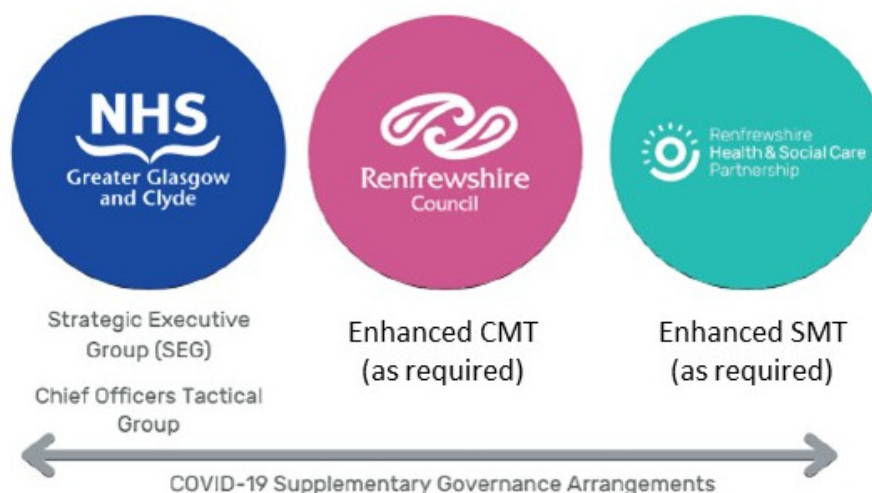 NHS
Greater Glasgow
and Clyde
Renfrewshire
Council
Renfrewshire
Health & Social Care
Partnership
Strategic Executive
Group (SEG)
Chief Officers Tactical
Group
Enhanced CMT
(as required)
Enhanced SMT
(as required)
COVID-19 Supplementary Governance Arrangements